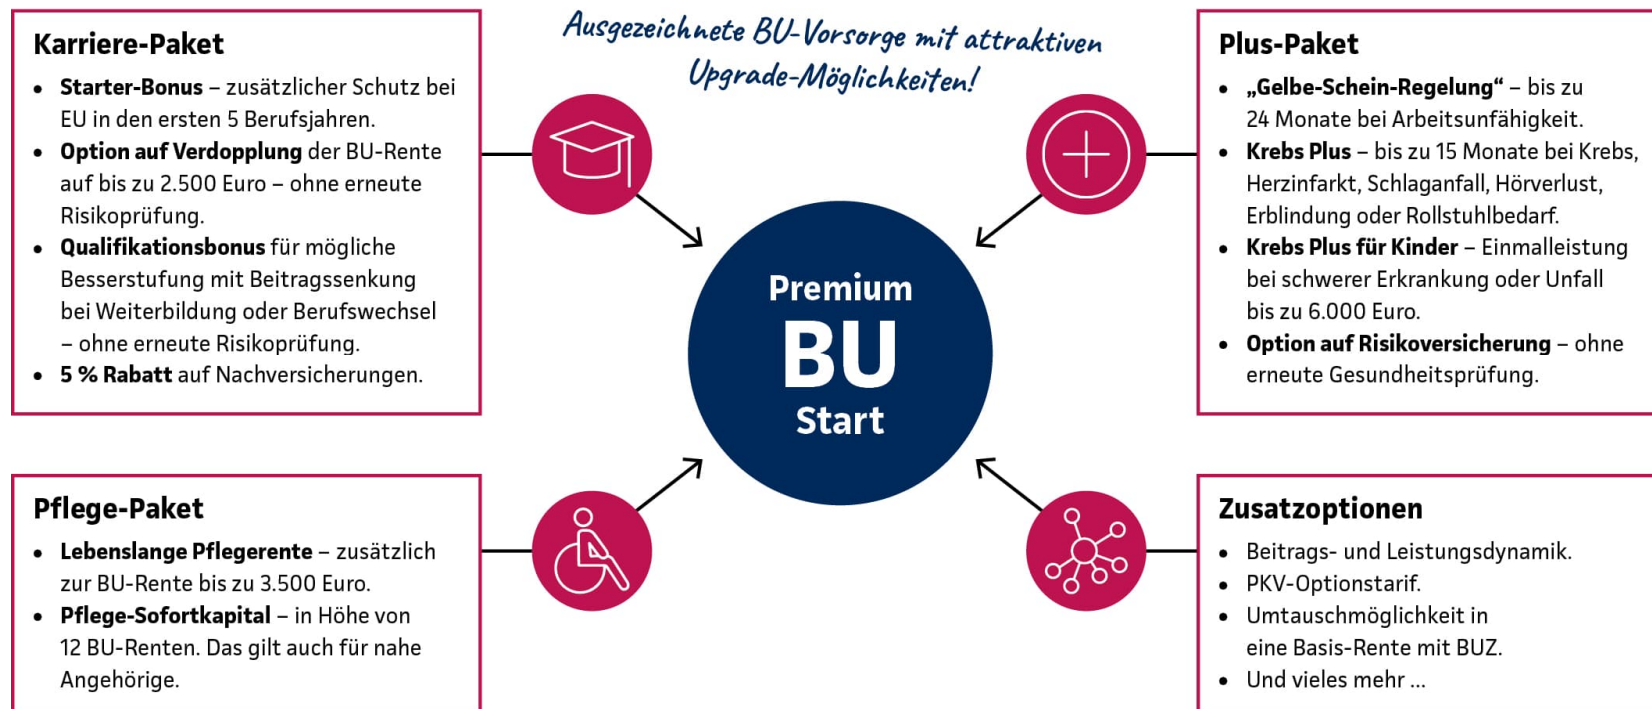 Ausgezeichnete BU-Vorsorge mit attraktiven
Upgrade-Möglichkeiten!
Karriere-Paket
• Starter-Bonus – zusätzlicher Schutz bei
EU in den ersten 5 Berufsjahren.
• Option auf Verdopplung der BU-Rente
auf bis zu 2.500 Euro – ohne erneute
Risikoprüfung.
• Qualifikationsbonus für mögliche
Besserstufung mit Beitragssenkung
bei Weiterbildung oder Berufswechsel
– ohne erneute Risikoprüfung.
• 5 % Rabatt auf Nachversicherungen.
Plus-Paket
• „Gelbe-Schein-Regelung“ – bis zu
24 Monate bei Arbeitsunfähigkeit.
• Krebs Plus – bis zu 15 Monate bei Krebs,
Herzinfarkt, Schlaganfall, Hörverlust,
Erblindung oder Rollstuhlbedarf.
• Krebs Plus für Kinder – Einmalleistung
bei schwerer Erkrankung oder Unfall
bis zu 6.000 Euro.
• Option auf Risikoversicherung – ohne
erneute Gesundheitsprüfung.
Premium
BU
Start
Pflege-Paket
• Lebenslange Pflegerente – zusätzlich
zur BU-Rente bis zu 3.500 Euro.
• Pflege-Sofortkapital – in Höhe von
12 BU-Renten. Das gilt auch für nahe
Angehörige.
Zusatzoptionen
• Beitrags- und Leistungsdynamik.
• PKV-Optionstarif.
• Umtauschmöglichkeit in
eine Basis-Rente mit BUZ.
• Und vieles mehr ...